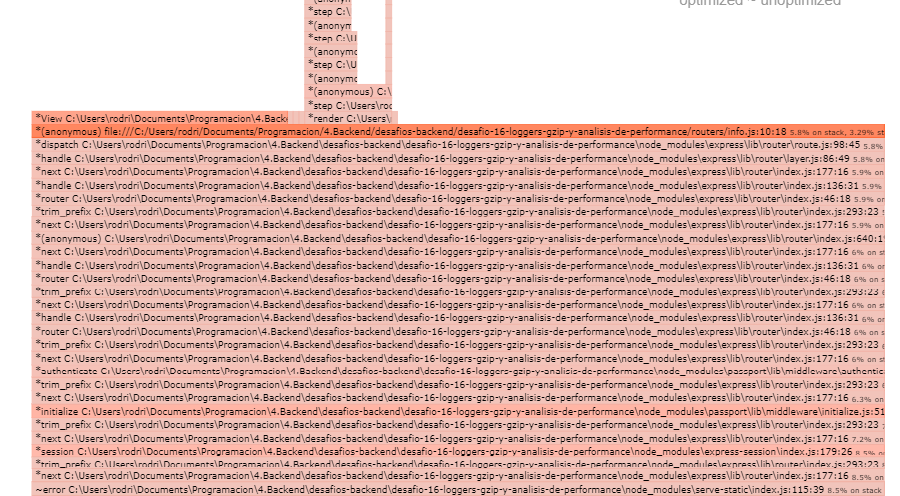 optimized ~ unoptimized
*step C:\
*(anonym
*step C:\U
*(anonymo
*step C:\U
*(anonymo
*(anonymous) C:\
*step C:\Users\roc
*View C:\Users\rodri\Documents\Programacion\4.Backe
*render C:\Users\
*(anonymous) file:///C:/Users/rodri/Documents/Programacion/4.Backend/desafios-backend/desafio-16-loggers-gzip-y-analisis-de-performance/routers/info.js:10:18 5.8% on stack, 3.29% st
*dispatch C:\Users\rodri\Documents\Programacion\4.Backend\desafios-backend\desafio-16-loggers-gzip-y-analisis-de-performance\node_modules\express\lib\router\route.js:98:45 5.8%
*handle C:\Users\rodri\Documents\Programacion\4.Backend\desafios-backend\desafio-16-loggers-gzip-y-analisis-de-performance\node_modules\express\lib\router\layer.js:86:49 5.8% on
*next C:\Users\rodri\Documents\Programacion\4.Backend\desafios-backend\desafio-16-loggers-gzip-y-analisis-de-performance\node_modules\express\lib\router\index.js:177:16 5.9% on
*handle C:\Users\rodri\Documents\Programacion\4.Backend\desafios-backend\desafio-16-loggers-gzip-y-analisis-de-performance\node_modules\express\lib\router\index.js:136:31 5.9%
*router C:\Users\rodri\Documents\Programacion\4.Backend\desafios-backend\desafio-16-loggers-gzip-y-analisis-de-performance\node_modules\express\lib\router\index.js:46:18 5.9% on
*trim_prefix C:\Users\rodri\Documents\Programacion\4.Backend\desafios-backend\desafio-16-loggers-gzip-y-analisis-de-performance\node_modules\express\lib\router\index.js:293:23
*next C:\Users\rodri\Documents\Programacion\4.Backend\desafios-backend\desafio-16-loggers-gzip-y-analisis-de-performance\node_modules\express\lib\router\index.js:177:16 5.9% on
*(anonymous) C:\Users\rodri\Documents\Programacion\4.Backend\desafios-backend\desafio-16-loggers-gzip-y-analisis-de-performance\node_modules\express\lib\router\index.js:640:1
*next C:\Users\rodri\Documents\Programacion\4.Backend\desafios-backend\desafio-16-loggers-gzip-y-analisis-de-performance\node_modules\express\lib\router\index.js:177:16 6% on s
*handle C:\Users\rodri\Documents\Programacion\4.Backend\desafios-backend\desafio-16-loggers-gzip-y-analisis-de-performance\node_modules\express\lib\router\index.js:136:31 6% on
*router C:\Users\rodri\Documents\Programacion\4.Backend\desafios-backend\desafio-16-loggers-gzip-y-analisis-de-performance\node_modules\express\lib\router\index.js:46:18 6% on s
*trim_prefix C:\Users\rodri\Documents\Programacion\4.Backend\desafios-backend\desafio-16-loggers-gzip-y-analisis-de-performance\node_modules\express\lib\router\index.js:293:23
*next C:\Users\rodri\Documents\Programacion\4.Backend\desafios-backend\desafio-16-loggers-gzip-y-analisis-de-performance\node_modules\express\lib\router\index.js:177:16 6% on s
*handle C:\Users\rodri\Documents\Programacion\4.Backend\desafios-backend\desafio-16-loggers-gzip-y-analisis-de-performance\node_modules\express\lib\router\index.js:136:31 6% on
*router C:\Users\rodri\Documents\Programacion\4.Backend\desafios-backend\desafio-16-loggers-gzip-y-analisis-de-performance\node_modules\express\lib\router\index.js:46:18 6% on s
*trim_prefix C:\Users\rodri\Documents\Programacion\4.Backend\desafios-backend\desafio-16-loggers-gzip-y-analisis-de-performance\node_modules\express\lib\router\index.js:293:23
*next C:\Users\rodri\Documents\Programacion\4.Backend\desafios-backend\desafio-16-loggers-gzip-y-analisis-de-performance\node_modules\express\lib\router\index.js:177:16 6% on s
*authenticate C:\Users\rodri\Documents\Programacion\4.Backend\desafios-backend\desafio-16-loggers-gzip-y-analisis-de-performance\node_modules\passport\lib\middleware\authentic
*trim_prefix C:\Users\rodri\Documents\Programacion\4.Backend\desafios-backend\desafio-16-loggers-gzip-y-analisis-de-performance\node_modules\express\lib\router\index.js:293:23
*next C:\Users\rodri\Documents\Programacion\4.Backend\desafios-backend\desafio-16-loggers-gzip-y-analisis-de-performance\node_modules\express\lib\router\index.js:177:16 6.3% on
*initialize C:\Users\rodri\Documents\Programacion\4.Backend\desafios-backend\desafio-16-loggers-gzip-y-analisis-de-performance\node_modules\passport\lib\middleware\initialize.js:51
*trim_prefix C:\Users\rodri\Documents\Programacion\4.Backend\desafios-backend\desafio-16-loggers-gzip-y-analisis-de-performance\node_modules\express\lib\router\index.js:293:23
*next C:\Users\rodri\Documents\Programacion\4.Backend\desafios-backend\desafio-16-loggers-gzip-y-analisis-de-performance\node_modules\express\lib\router\index.js:177:16 7.2% on
*session C:\Users\rodri\Documents\Programacion\4.Backend\desafios-backend\desafio-16-loggers-gzip-y-analisis-de-performance\node_modules\express-session\index.js:179:26 8.5% on
*trim_prefix C:\Users\rodri\Documents\Programacion\4.Backend\desafios-backend\desafio-16-loggers-gzip-y-analisis-de-performance\node_modules\express\lib\router\index.js:293:23
*next C:\Users\rodri\Documents\Programacion\4.Backend\desafios-backend\desafio-16-loggers-gzip-y-analisis-de-performance\node_modules\express\lib\router\index.js:177:16 8.5% on
~error C:\Users\rodri\Documents\Programacion\4.Backend\desafios-backend\desafio-16-loggers-gzip-y-analisis-de-performance\node_modules\serve-static\index.js:115:39 8.5% on stack